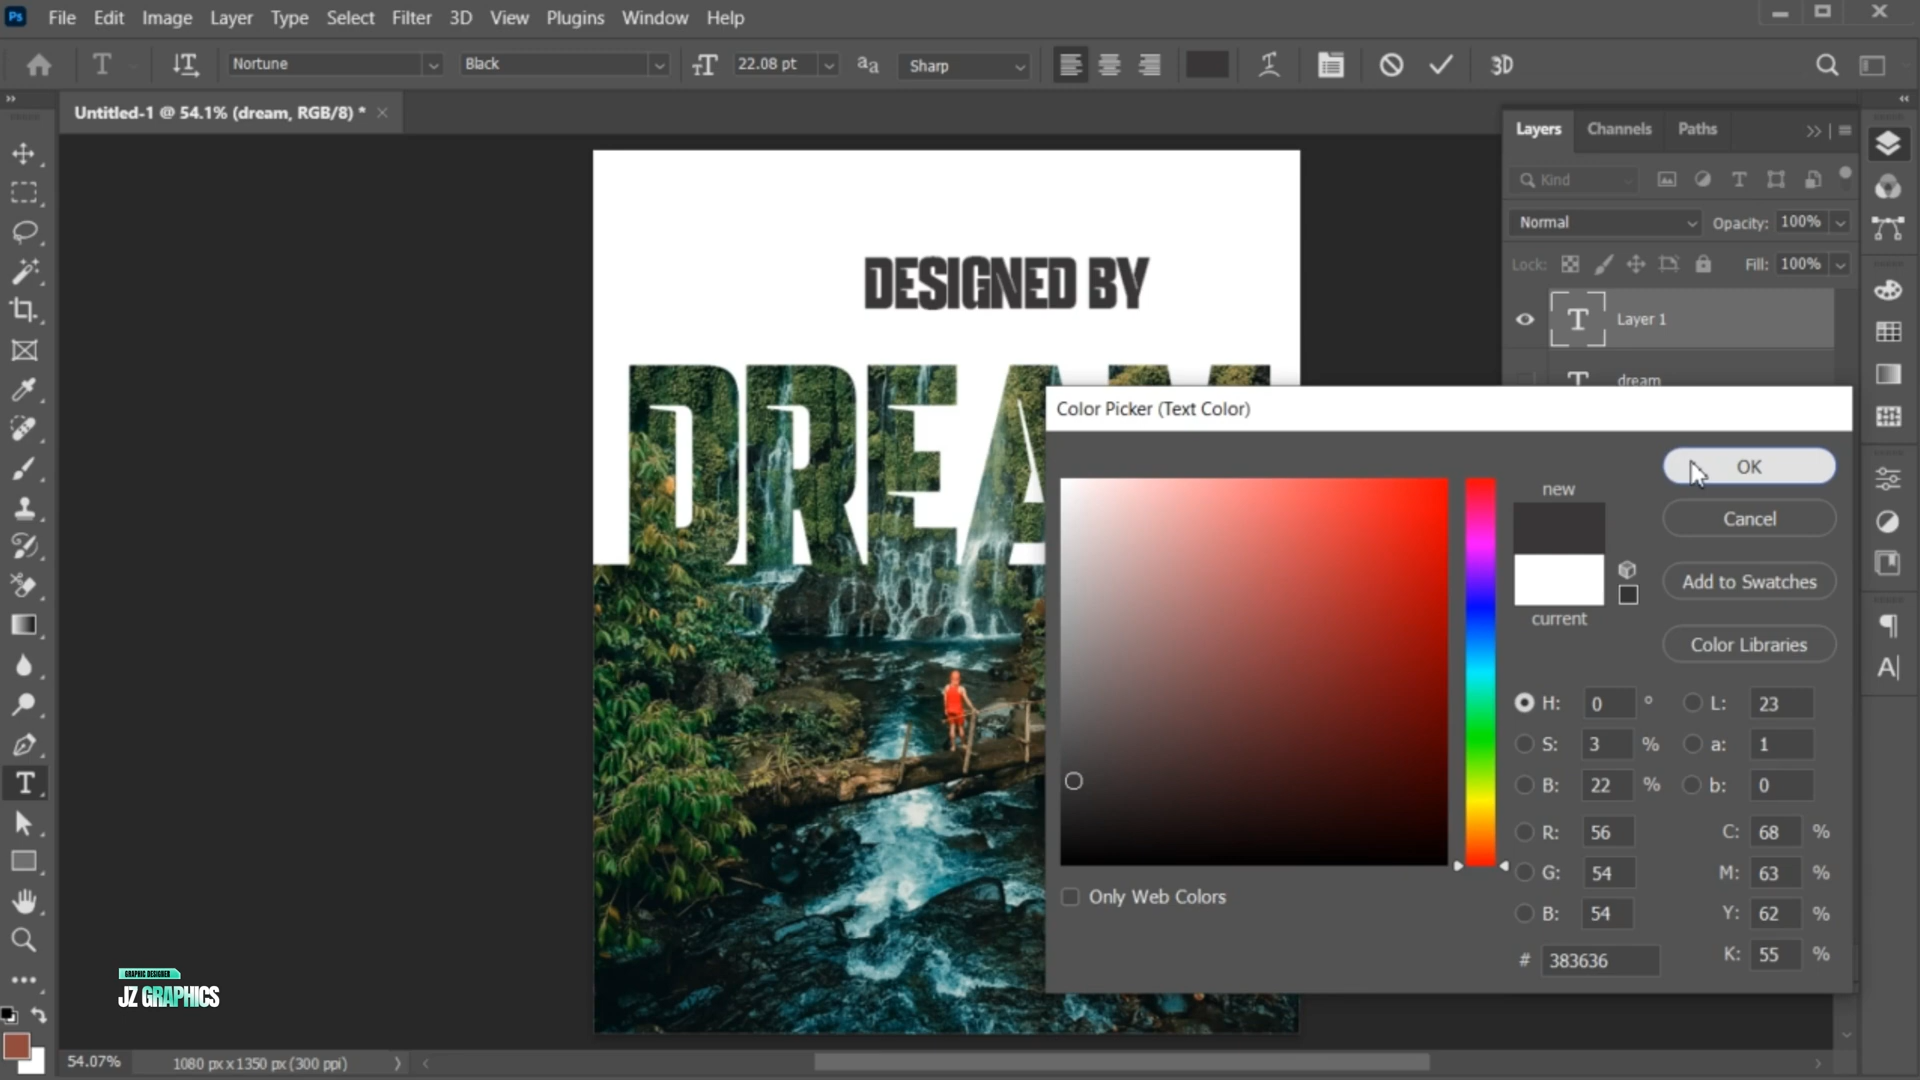 Ps File Edit Image Layer Type Select Filter 3D View Plugins Window Help
Nortune Black 22.08 pt aa Sharp 3D
Untitled-1 @ 54.1% (dream, RGB/8) *
Layers Channels Paths
Kind
Normal Opacity: 100%
Lock: Fill: 100%
T Layer 1
dream
DESIGNED BY
DREAM
Color Picker (Text Color)
OK
new
Cancel
Add to Swatches
current
Color Libraries
H: 0 ° L: 23
S: 3 % a: 1
B: 22 % b: 0
R: 56 C: 68 %
G: 54 M: 63 %
B: 54 Y: 62 %
# 383636 K: 55 %
Only Web Colors
GRAPHIC DESIGNER
JZ GRAPHICS
54.07% 1080 px x 1350 px (300 ppi)